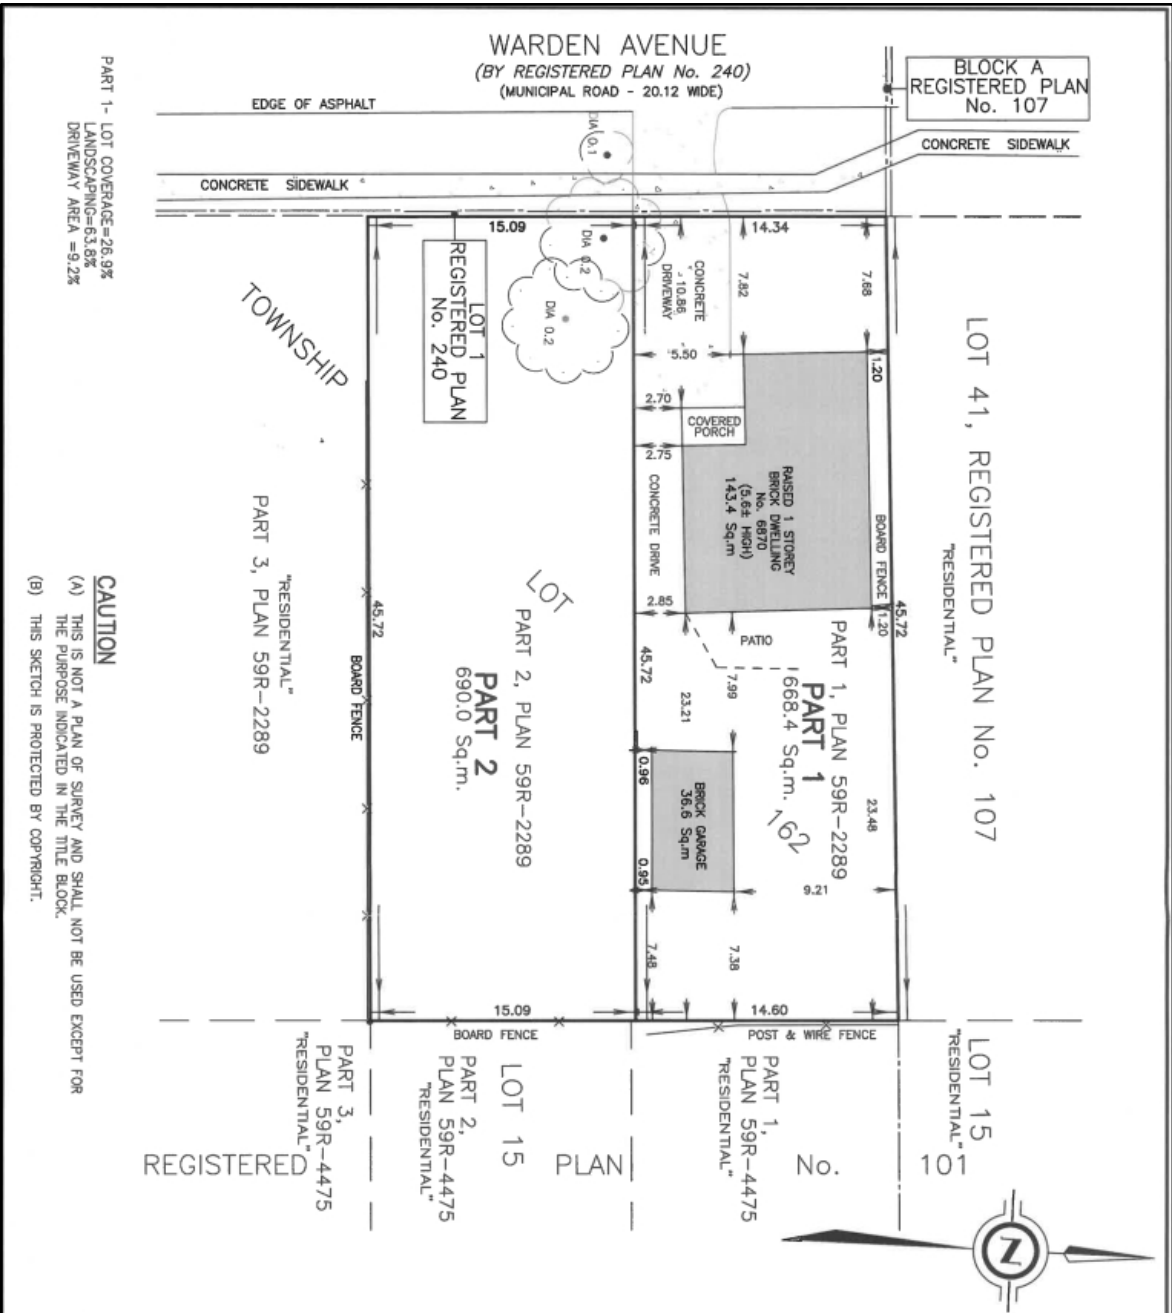 WARDEN AVENUE
(BY REGISTERED PLAN No. 240)
(MUNICIPAL ROAD - 20.12 WIDE)
BLOCK A
REGISTERED PLAN
No. 107
EDGE OF ASPHALT
CONCRETE SIDEWALK
CONCRETE SIDEWALK
DIA 0.1
DIA 0.2
DIA 0.2
PART 1- LOT COVERAGE=26.9%
LANDSCAPING=63.8%
DRIVEWAY AREA =9.2%
15.09
14.34
LOT 1
REGISTERED PLAN
No. 240
CONCRETE
10.86
DRIVEWAY
7.82
7.68
TOWNSHIP
5.50
1.20
2.70
COVERED
PORCH
2.75
LOT 41, REGISTERED PLAN No. 107
"RESIDENTIAL"
RAISED 1 STOREY
BRICK DWELLING
No. 6870
(5.6± HIGH)
143.4 Sq.m
CONCRETE DRIVE
BOARD FENCE
PART 3, PLAN 59R-2289
"RESIDENTIAL"
45.72
BOARD FENCE
LOT
2.85
45.72
1.20
PATIO
PART 2, PLAN 59R-2289
PART 2
690.0 Sq.m.
45.72
7.99
23.21
PART 1, PLAN 59R-2289
PART 1
668.4 Sq.m.
162
23.48
0.96
BRICK GARAGE
36.6 Sq.m
0.95
9.21
7.48
7.38
CAUTION
(A) THIS IS NOT A PLAN OF SURVEY AND SHALL NOT BE USED EXCEPT FOR
THE PURPOSE INDICATED IN THE TITLE BLOCK.
(B) THIS SKETCH IS PROTECTED BY COPYRIGHT.
15.09
14.60
BOARD FENCE
POST & WIRE FENCE
PART 3,
PLAN 59R-4475
"RESIDENTIAL"
LOT 15
PART 2,
PLAN 59R-4475
"RESIDENTIAL"
PART 1,
PLAN 59R-4475
"RESIDENTIAL"
LOT 15
"RESIDENTIAL"
REGISTERED PLAN No. 101
N